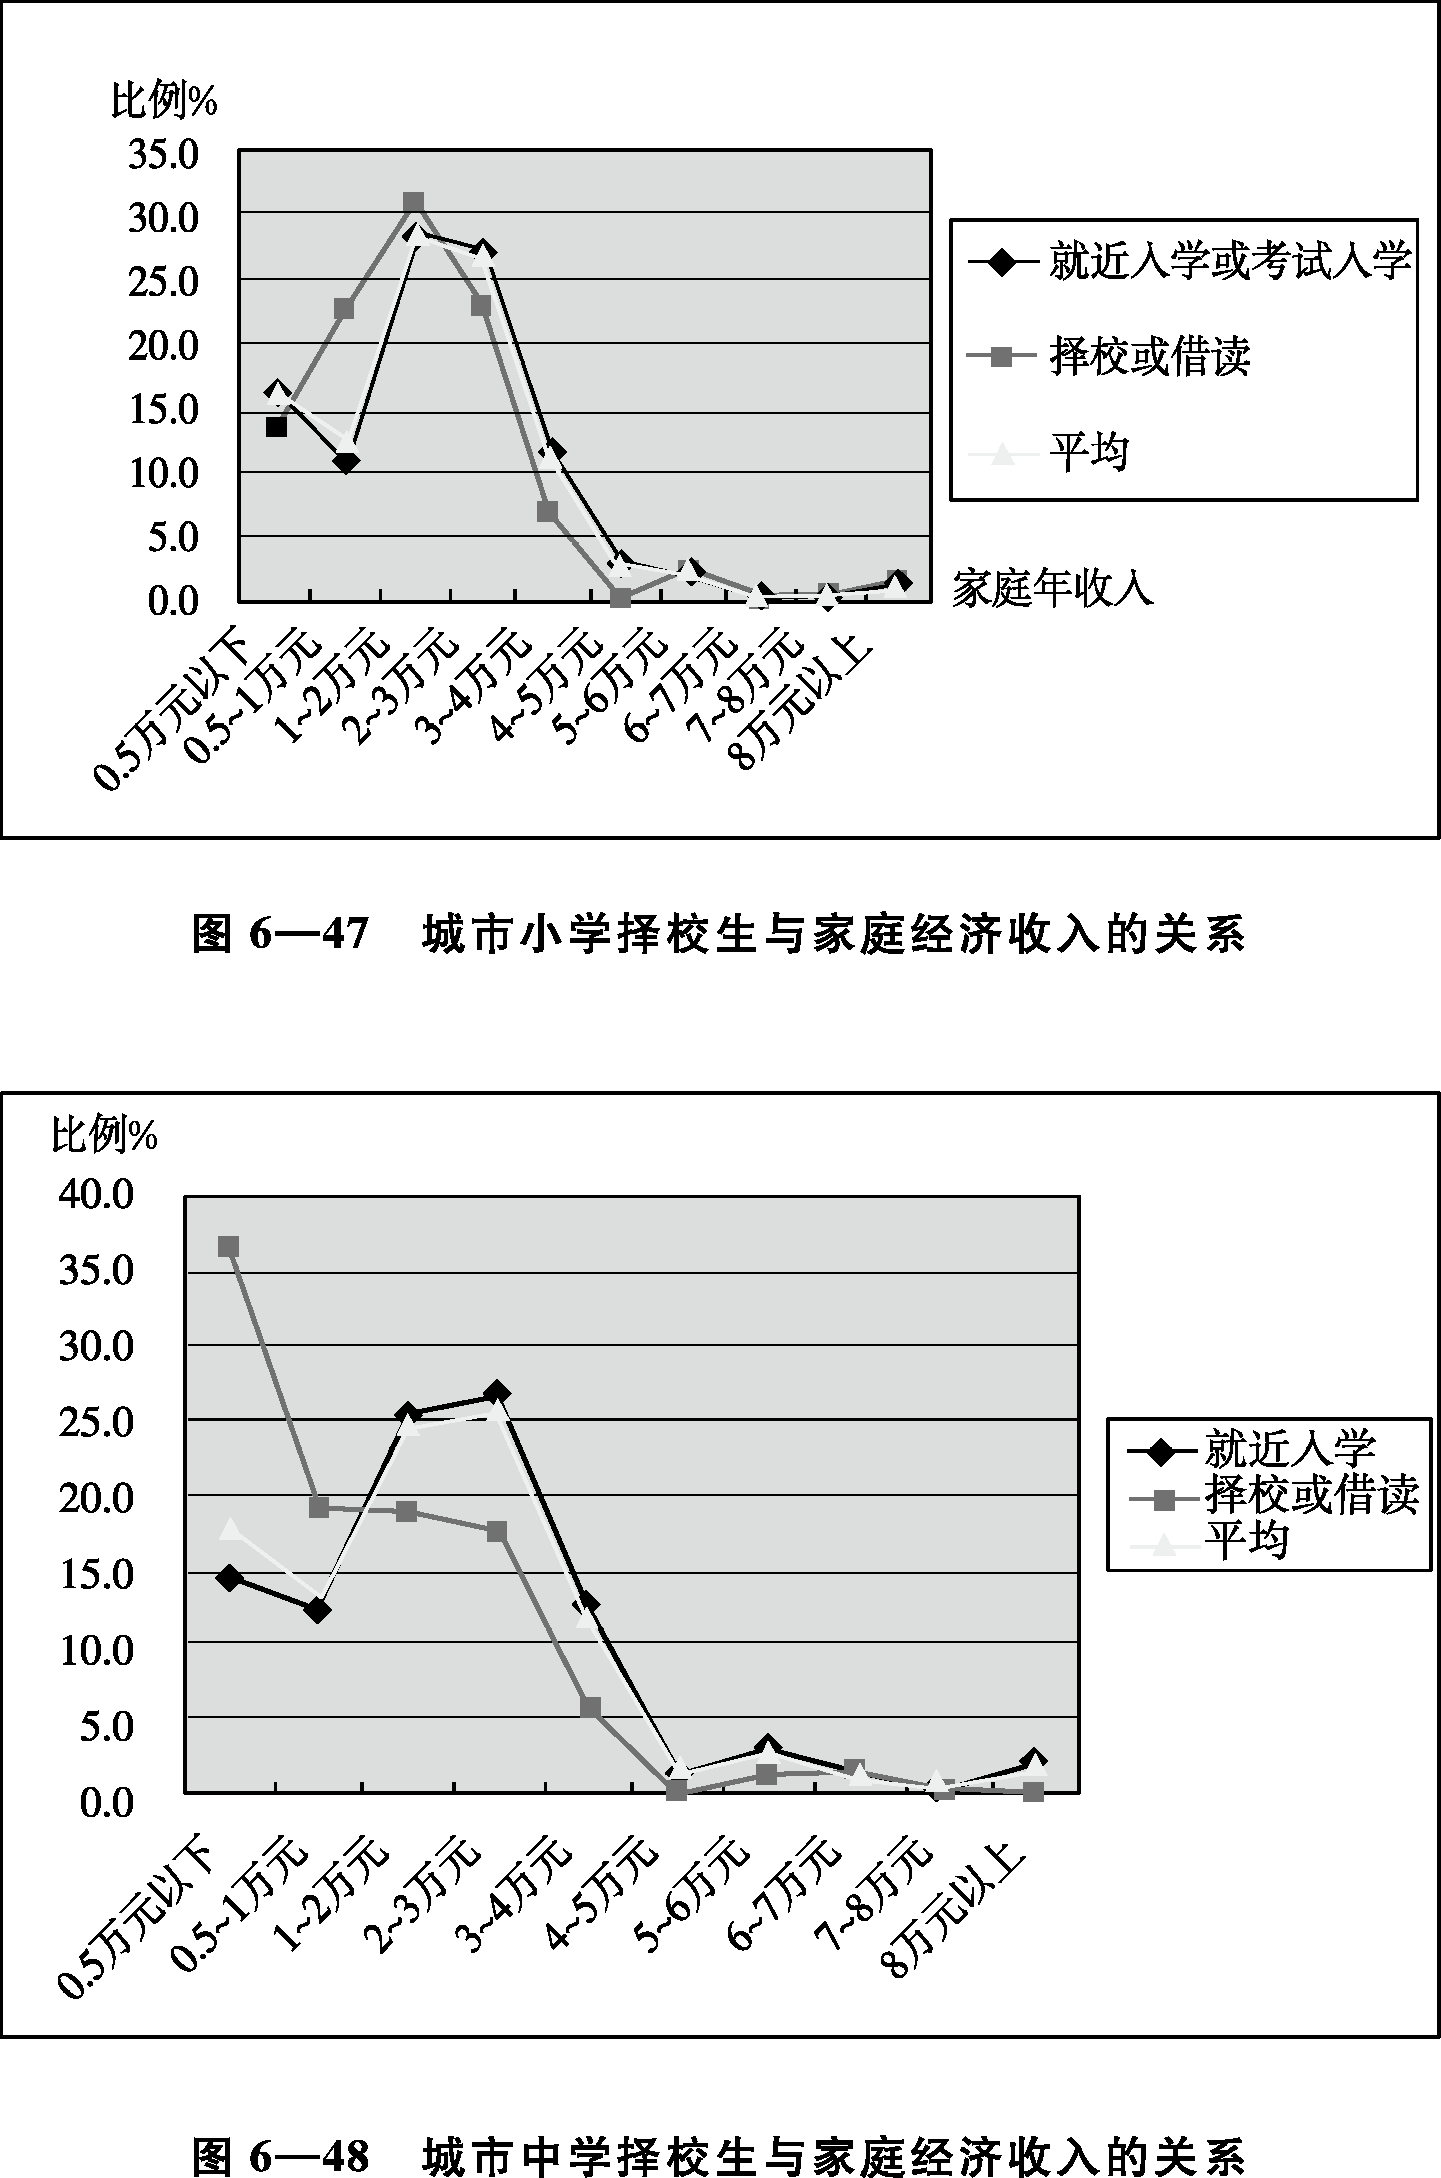 比例%
35.0
30.0
25.0
20.0
15.0
10.0
5.0
0.0
0.5万元以下
0.5~1万元
1~2万元
2~3万元
3~4万元
4~5万元
5~6万元
6~7万元
7~8万元
8万元以上
家庭年收入
就近入学或考试入学
择校或借读
平均
图 6—47 城市小学择校生与家庭经济收入的关系
比例%
40.0
35.0
30.0
25.0
20.0
15.0
10.0
5.0
0.0
0.5万元以下
0.5~1万元
1~2万元
2~3万元
3~4万元
4~5万元
5~6万元
6~7万元
7~8万元
8万元以上
就近入学
择校或借读
平均
图 6—48 城市中学择校生与家庭经济收入的关系